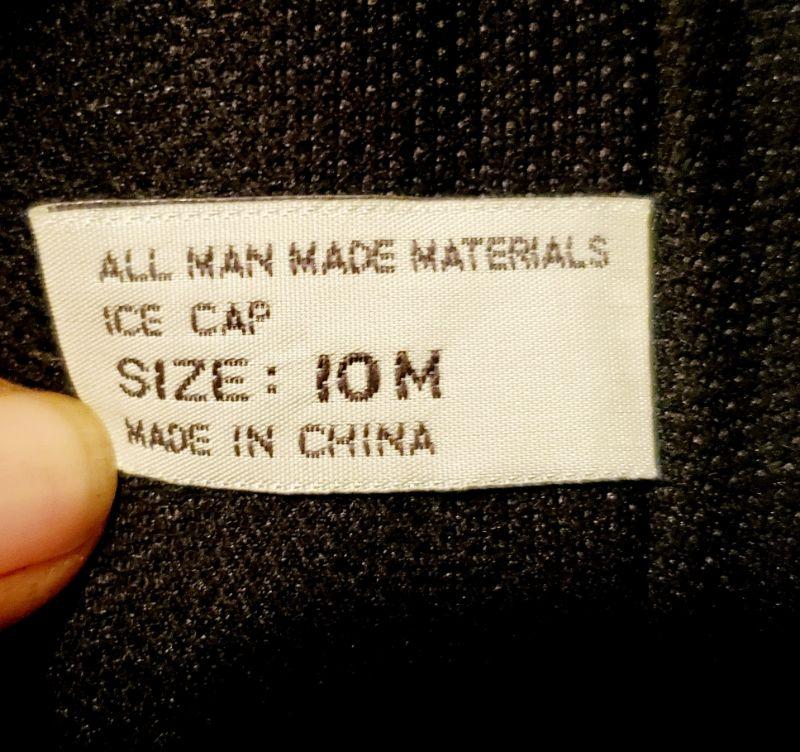 ALL MAN MADE MATERIALS
ICE CAP
SIZE: 10 M
MADE IN CHINA